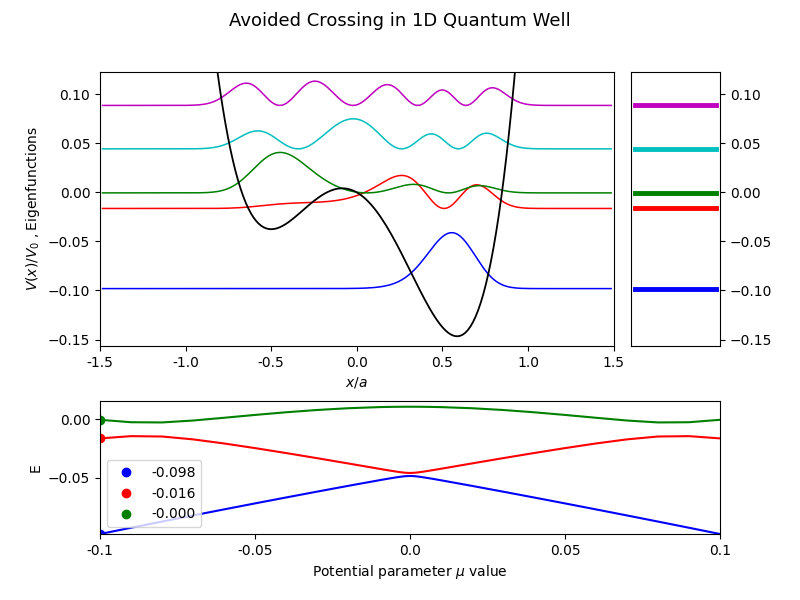 Avoided Crossing in 1D Quantum Well
V(x)/V₀ , Eigenfunctions
0.10
0.05
0.00
−0.05
−0.10
−0.15
-1.5 -1.0 -0.5 0.0 0.5 1.0 1.5
x/a
0.10
0.05
0.00
−0.05
−0.10
−0.15
E
0.00
−0.05
-0.098
-0.016
-0.000
-0.1 -0.05 0.0 0.05 0.1
Potential parameter μ value